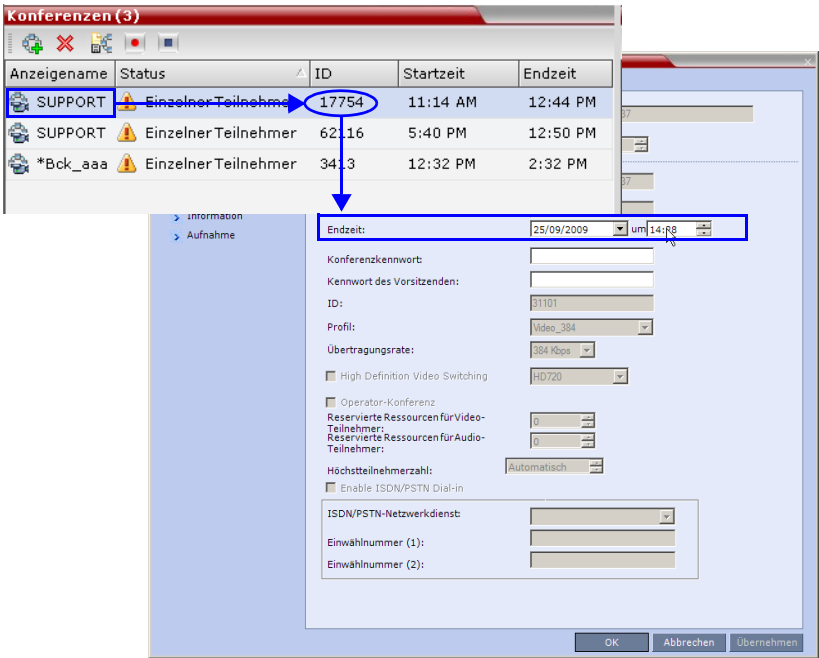 Konferenzen (3)
Anzeigename Status ID Startzeit Endzeit
SUPPORT Einzelner Teilnehmer 17754 11:14 AM 12:44 PM
SUPPORT Einzelner Teilnehmer 62116 5:40 PM 12:50 PM
*Bck_aaa Einzelner Teilnehmer 3413 12:32 PM 2:32 PM
37
37
Information
Aufnahme
Endzeit: 25/09/2009 um
Konferenzkennwort:
Kennwort des Vorsitzenden:
ID: 31101
Profil: Video_384
Übertragungsrate: 384 Kbps
High Definition Video Switching HD720
Operator-Konferenz
Reservierte Ressourcen für Video-
Teilnehmer: 0
Reservierte Ressourcen für Audio-
Teilnehmer: 0
Höchstteilnehmerzahl: Automatisch
Enable ISDN/PSTN Dial-in
ISDN/PSTN-Netzwerkdienst:
Einwählnummer (1):
Einwählnummer (2):
OK Abbrechen Übernehmen